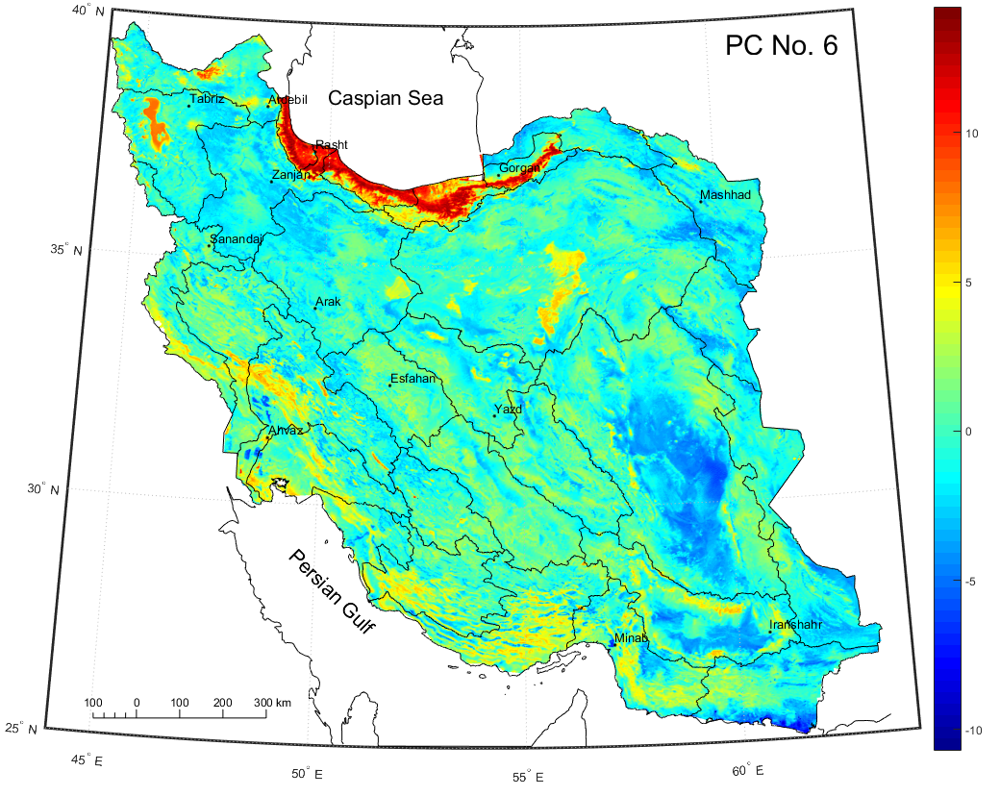 40° N
PC No. 6
Caspian Sea
Tabriz
Ardebil
10
Rasht
Zanjan
Gorgan
Mashhad
Sanandaj
35° N
5
Arak
Esfahan
Yazd
Ahvaz
0
30° N
Persian Gulf
-5
Minab
Iranshahr
100 0 100 200 300 km
25° N
-10
45° E
50° E
55° E
60° E